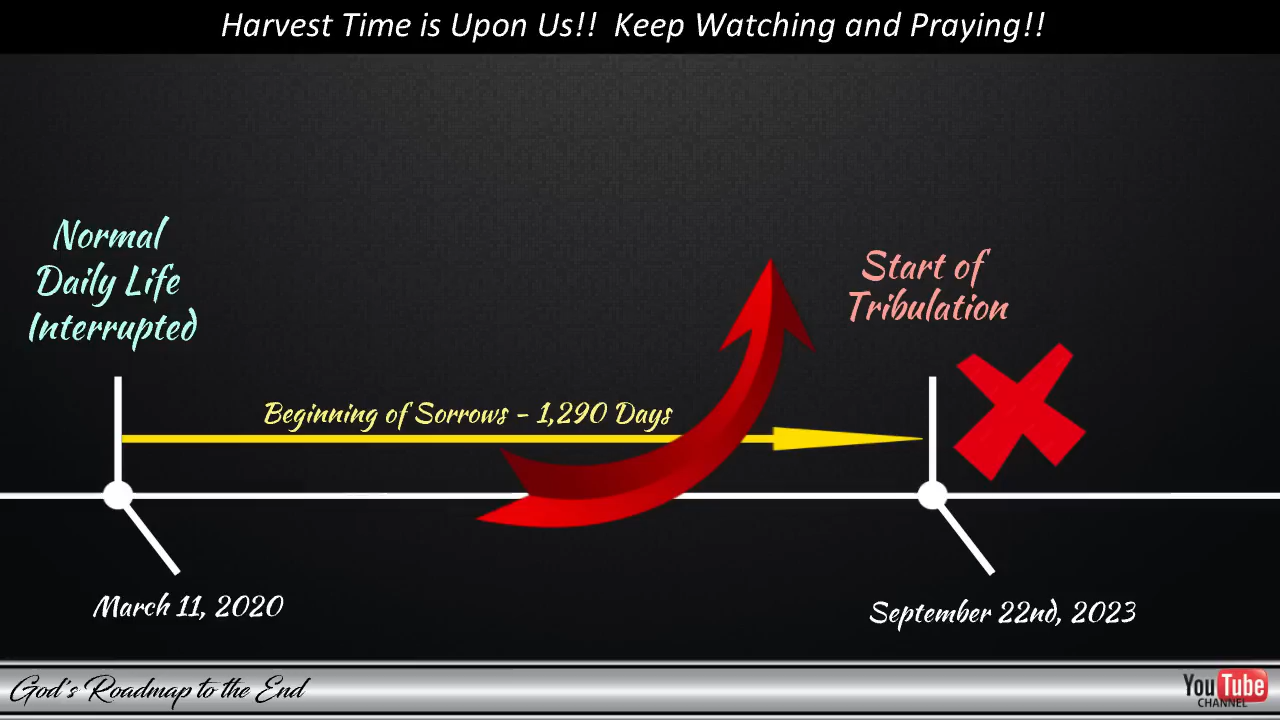 Harvest Time is Upon Us!! Keep Watching and Praying!!
Normal
Daily Life
Interrupted
Start of
Tribulation
Beginning of Sorrows - 1,290 Days
March 11, 2020
September 22nd, 2023
God's Roadmap to the End
YouTube
CHANNEL